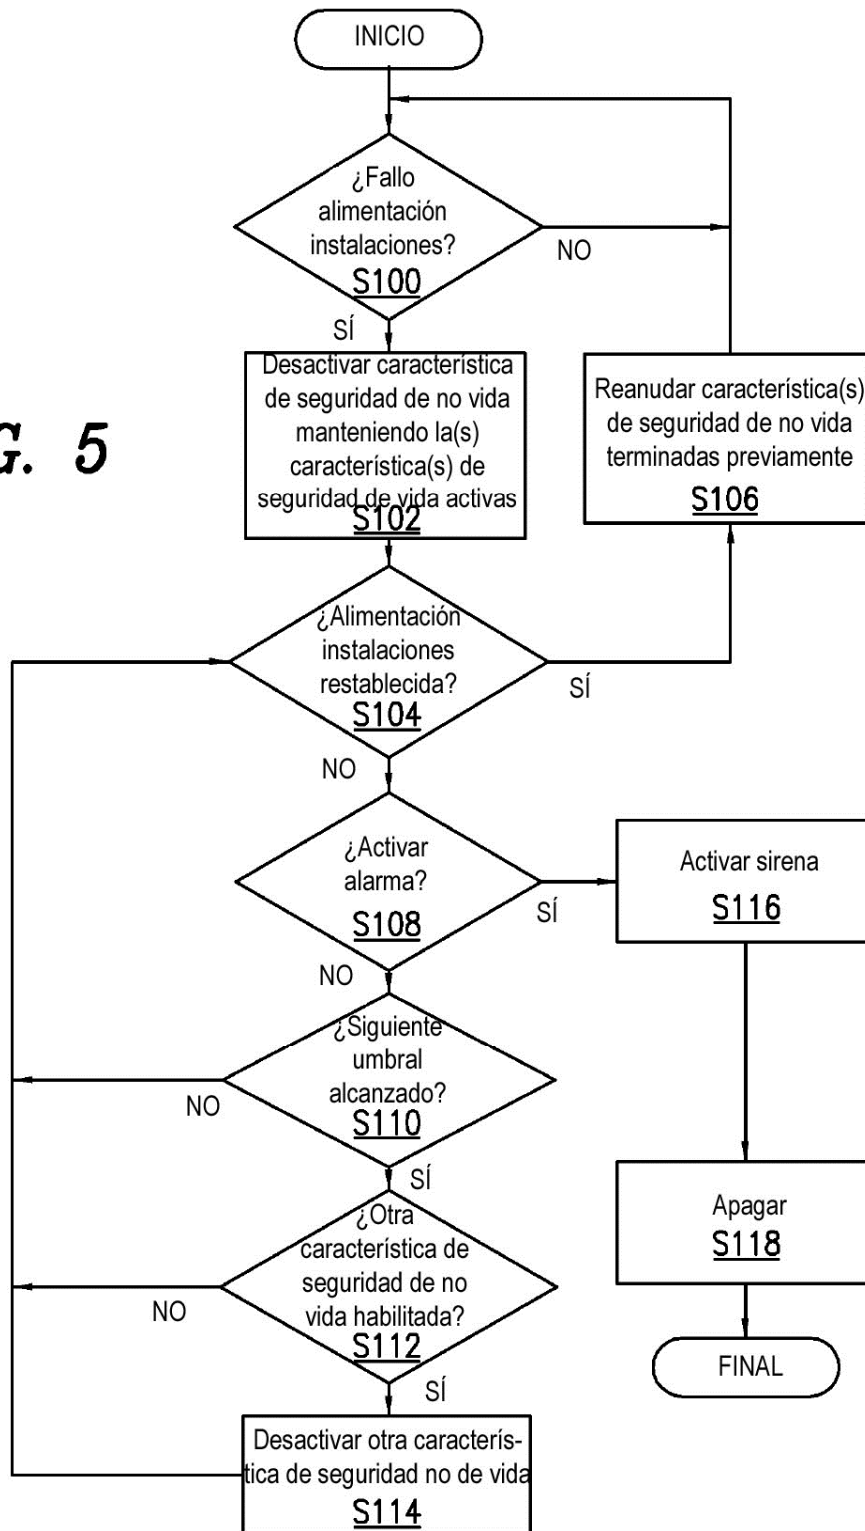 INICIO
¿Fallo
alimentación
instalaciones?
S100
NO
SÍ
Desactivar característica
de seguridad de no vida
manteniendo la(s)
característica(s) de
seguridad de vida activas
S102
Reanudar característica(s)
de seguridad de no vida
terminadas previamente
S106
G. 5
¿Alimentación
instalaciones
restablecida?
S104
SÍ
NO
¿Activar
alarma?
S108
SÍ
NO
Activar sirena
S116
¿Siguiente
umbral
alcanzado?
S110
NO
SÍ
¿Otra
característica de
seguridad de no
vida habilitada?
S112
NO
SÍ
Apagar
S118
FINAL
Desactivar otra caracterís-
tica de seguridad no de vida
S114